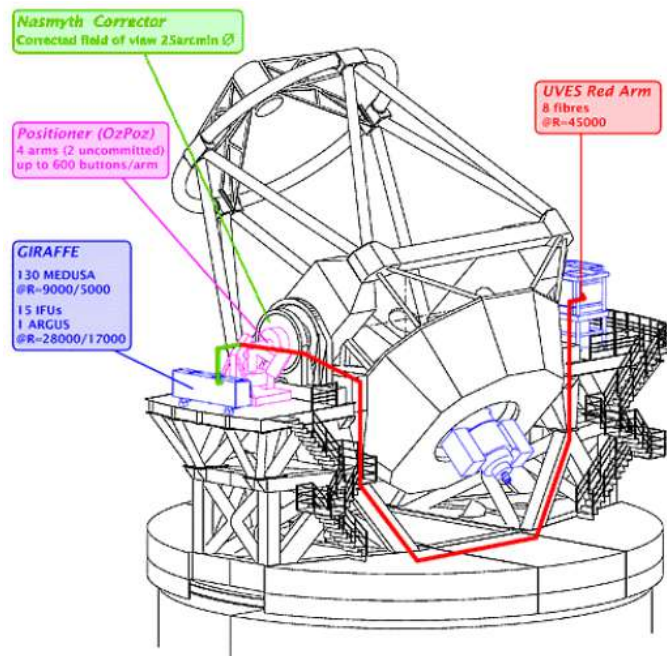 Nasmyth Corrector
Corrected field of view 25arcmin Ø
Positioner (OzPoz)
4 arms (2 uncommitted)
up to 600 buttons/arm
GIRAFFE
130 MEDUSA
@R=9000/5000
15 IFUs
1 ARGUS
@R=28000/17000
UVES Red Arm
8 fibres
@R=45000